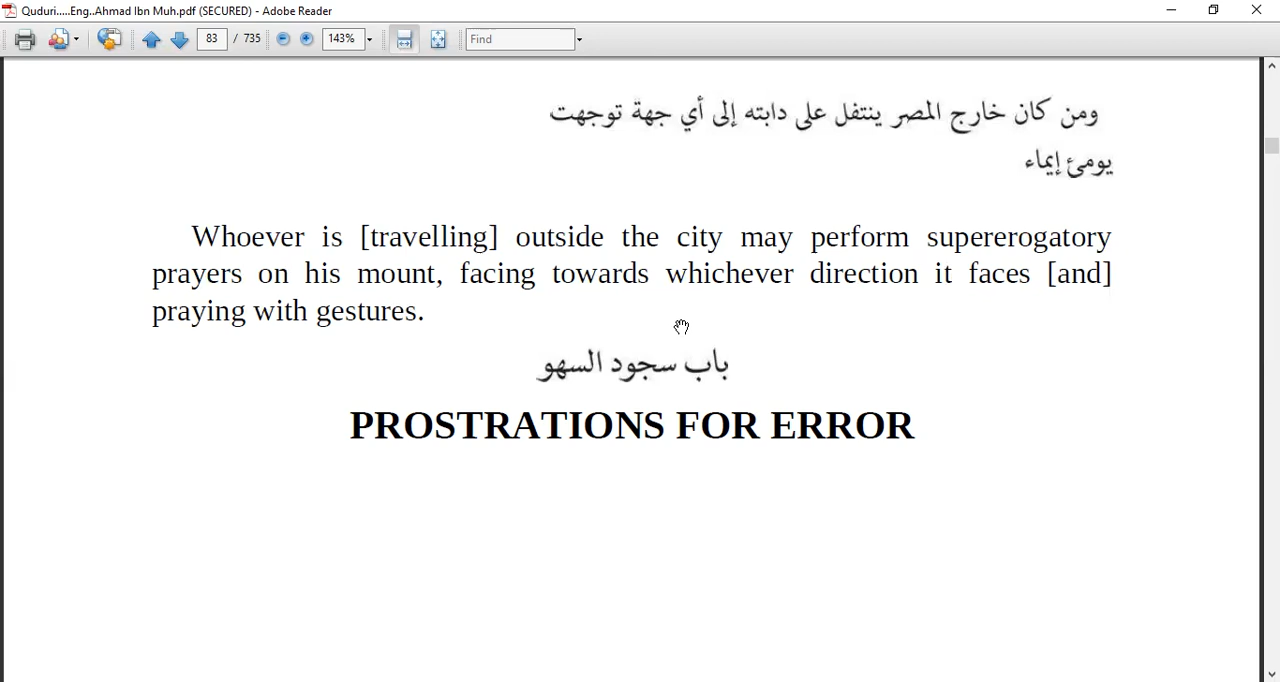 Quduri.....Eng..Ahmad Ibn Muh.pdf (SECURED) - Adobe Reader
83 / 735 143% Find
ومن كان خارج المصر ينتفل على دابته إلى أي جهة توجهت
يومئ إيماء
Whoever is [travelling] outside the city may perform supererogatory
prayers on his mount, facing towards whichever direction it faces [and]
praying with gestures.
باب سجود السهو
PROSTRATIONS FOR ERROR